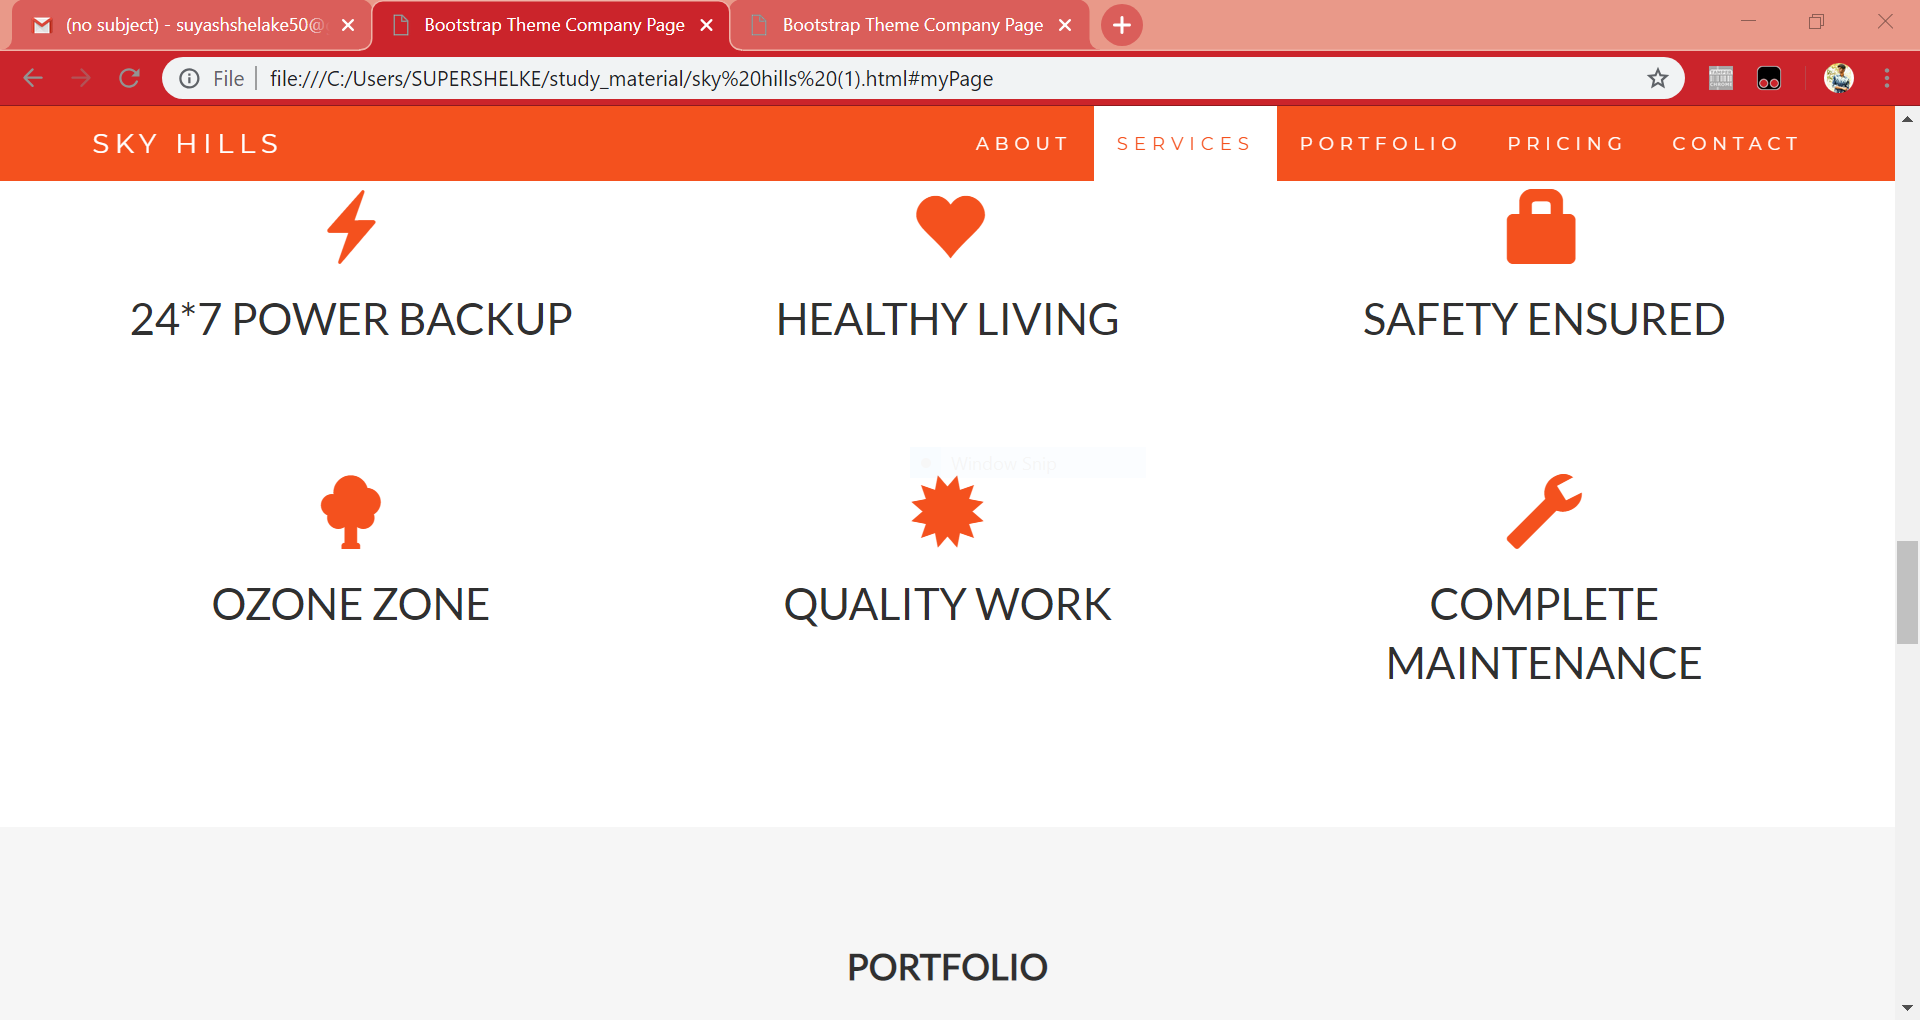 (no subject) - suyashshelake50@
Bootstrap Theme Company Page
Bootstrap Theme Company Page
File
file:///C:/Users/SUPERSHELKE/study_material/sky%20hills%20(1).html#myPage
SKY HILLS
ABOUT
SERVICES
PORTFOLIO
PRICING
CONTACT
24*7 POWER BACKUP
HEALTHY LIVING
SAFETY ENSURED
Window Snip
OZONE ZONE
QUALITY WORK
COMPLETE
MAINTENANCE
PORTFOLIO